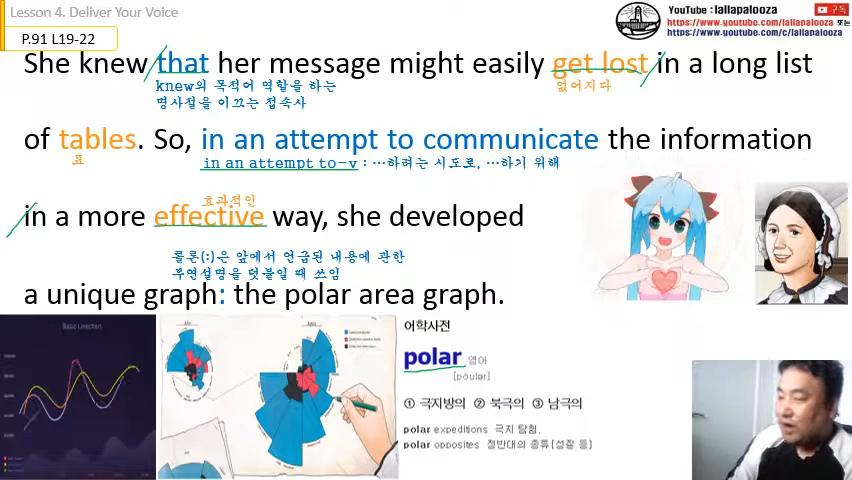 Lesson 4. Deliver Your Voice
YouTube : lallapalooza
구독
https://www.youtube.com/lallapalooza 또는
https://www.youtube.com/c/lallapalooza
P.91 L19-22
She knew that her message might easily get lost in a long list
knew의 목적어 역할을 하는
명사절을 이끄는 접속사
없어지다
of tables. So, in an attempt to communicate the information
표
in an attempt to-v : …하려는 시도로, …하기 위해
효과적인
in a more effective way, she developed
콜론(:)은 앞에서 언급된 내용에 관한
부연설명을 덧붙일 때 쓰임
a unique graph: the polar area graph.
Basic Linechart
어학사전
polar 영어
[póulər]
① 극지방의 ② 북극의 ③ 남극의
polar expeditions 극지 탐험.
polar opposites 정반대의 종류[성질 등]